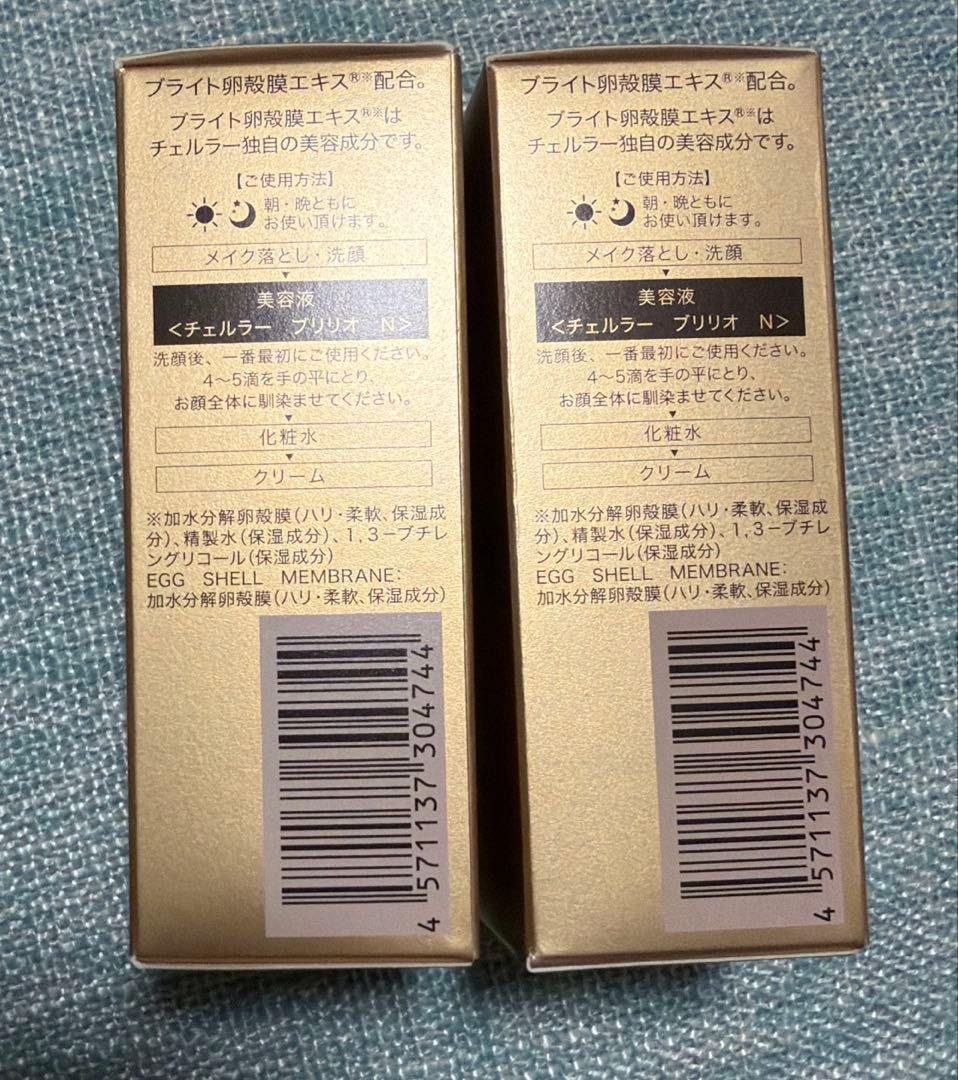 ブライト卵殻膜エキス®※配合。
ブライト卵殻膜エキス®※は
チェルラー独自の美容成分です。
【ご使用方法】
朝・晩ともに
お使い頂けます。
メイク落とし・洗顔
美容液
<チェルラー ブリリオ N>
洗顔後、一番最初にご使用ください。
4〜5滴を手の平にとり、
お顔全体に馴染ませてください。
化粧水
クリーム
※加水分解卵殻膜(ハリ・柔軟、保湿成
分)、精製水(保湿成分)、1,3ーブチレ
ングリコール(保湿成分)
EGG SHELL MEMBRANE:
加水分解卵殻膜(ハリ・柔軟、保湿成分)
4 571137 304744
ブライト卵殻膜エキス®※配合。
ブライト卵殻膜エキス®※は
チェルラー独自の美容成分です。
【ご使用方法】
朝・晩ともに
お使い頂けます。
メイク落とし・洗顔
美容液
<チェルラー ブリリオ N>
洗顔後、一番最初にご使用ください。
4〜5滴を手の平にとり、
お顔全体に馴染ませてください。
化粧水
クリーム
※加水分解卵殻膜(ハリ・柔軟、保湿成
分)、精製水(保湿成分)、1,3ーブチレ
ングリコール(保湿成分)
EGG SHELL MEMBRANE:
加水分解卵殻膜(ハリ・柔軟、保湿成分)
4 571137 304744